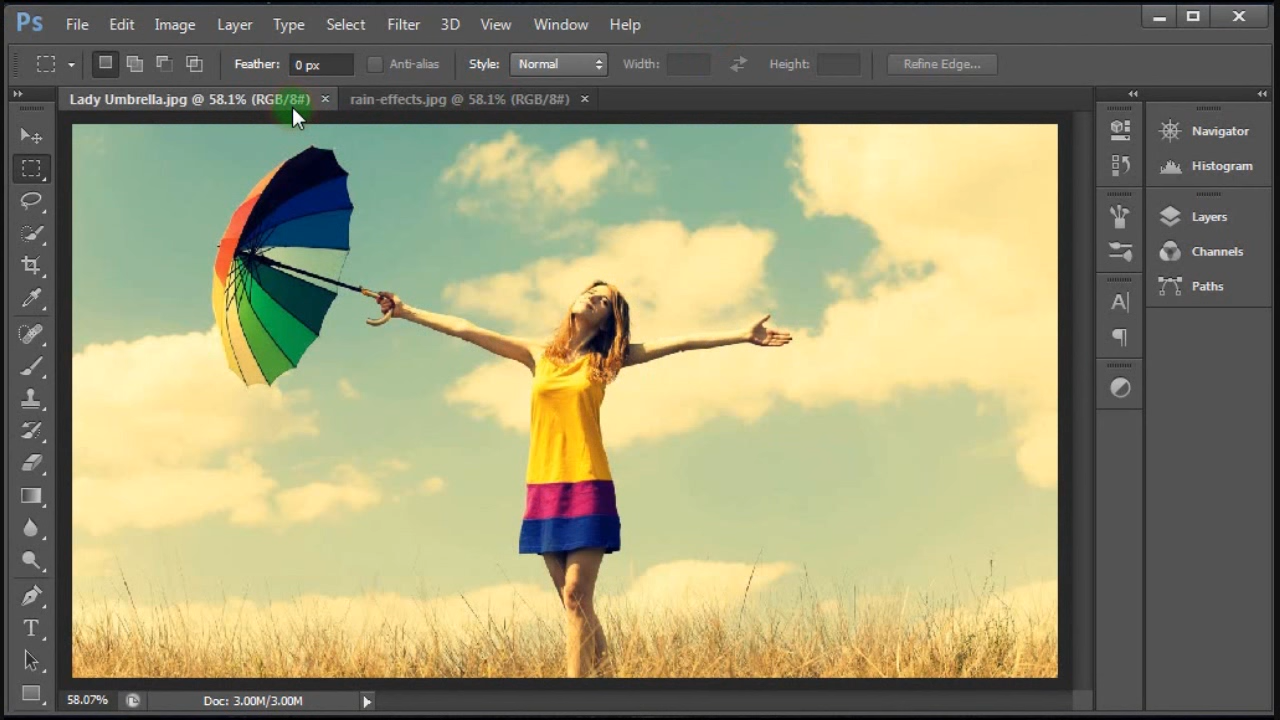 Ps File Edit Image Layer Type Select Filter 3D View Window Help
Feather: 0 px Anti-alias Style: Normal Width: Height: Refine Edge...
Lady Umbrella.jpg @ 58.1% (RGB/8#) × rain-effects.jpg @ 58.1% (RGB/8#) ×
Navigator
Histogram
Layers
Channels
Paths
58.07% Doc: 3.00M/3.00M